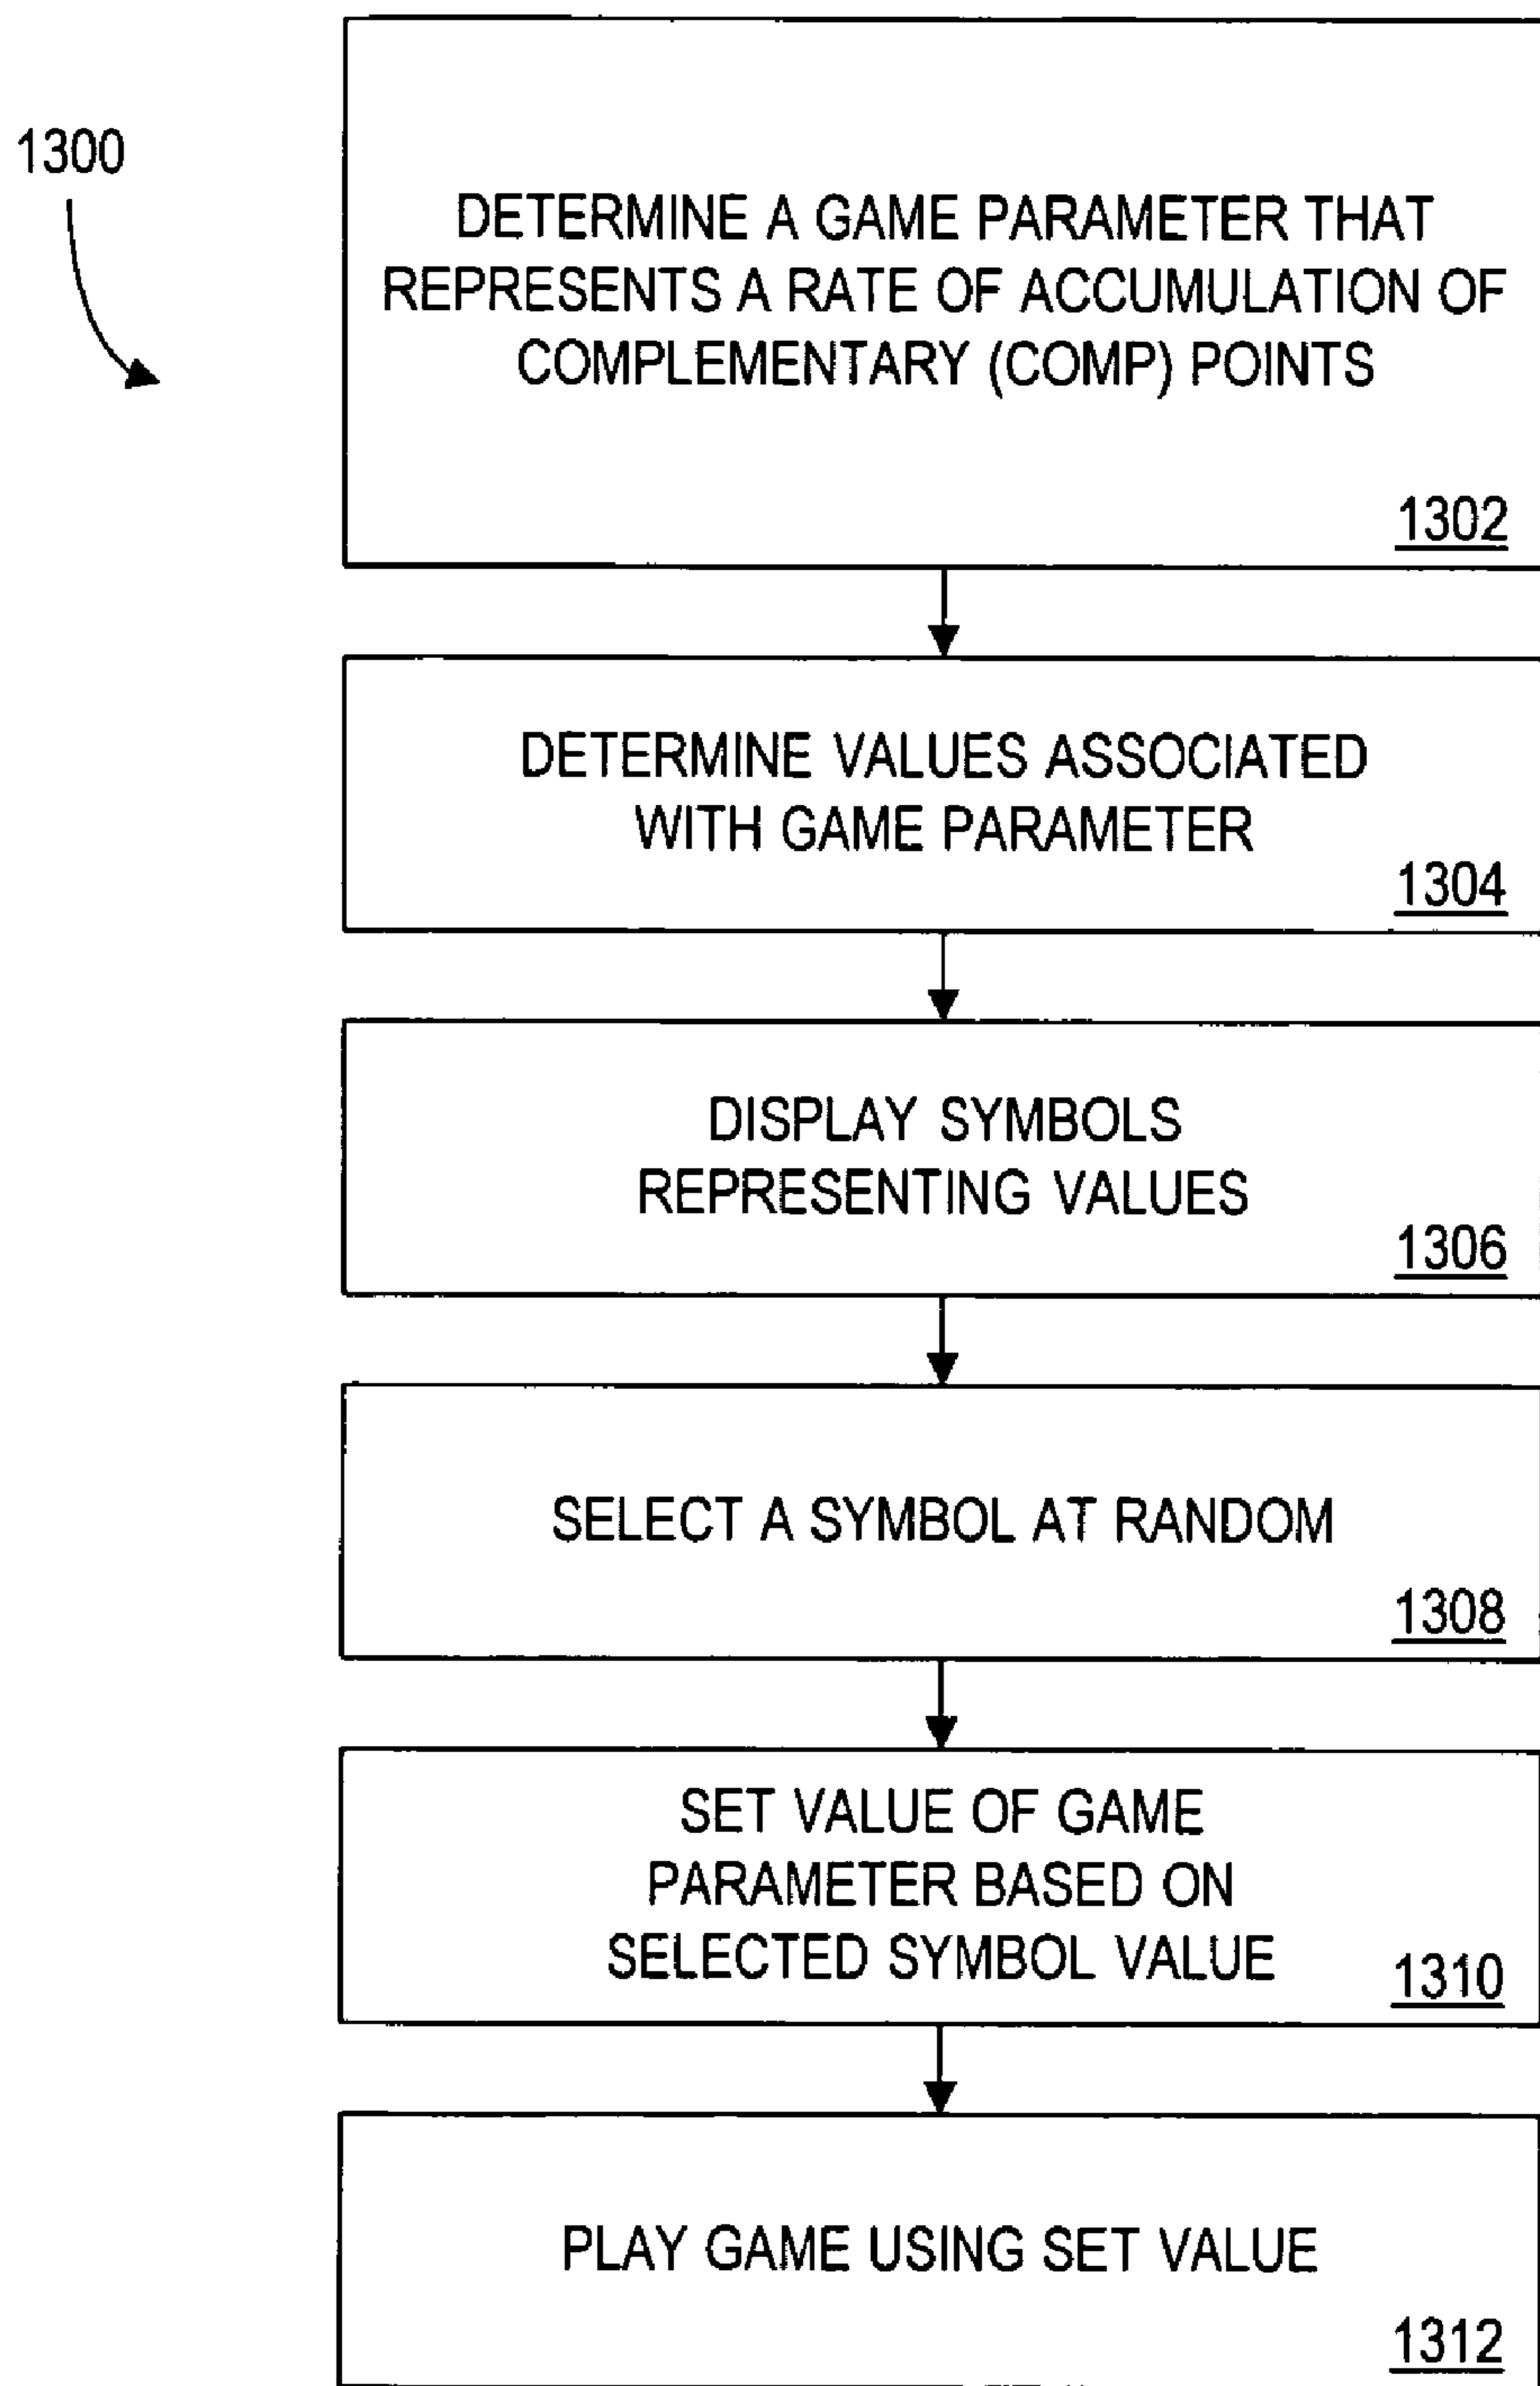 1300
DETERMINE A GAME PARAMETER THAT
REPRESENTS A RATE OF ACCUMULATION OF
COMPLEMENTARY (COMP) POINTS
1302
DETERMINE VALUES ASSOCIATED
WITH GAME PARAMETER
1304
DISPLAY SYMBOLS
REPRESENTING VALUES
1306
SELECT A SYMBOL AT RANDOM
1308
SET VALUE OF GAME
PARAMETER BASED ON
SELECTED SYMBOL VALUE
1310
PLAY GAME USING SET VALUE
1312